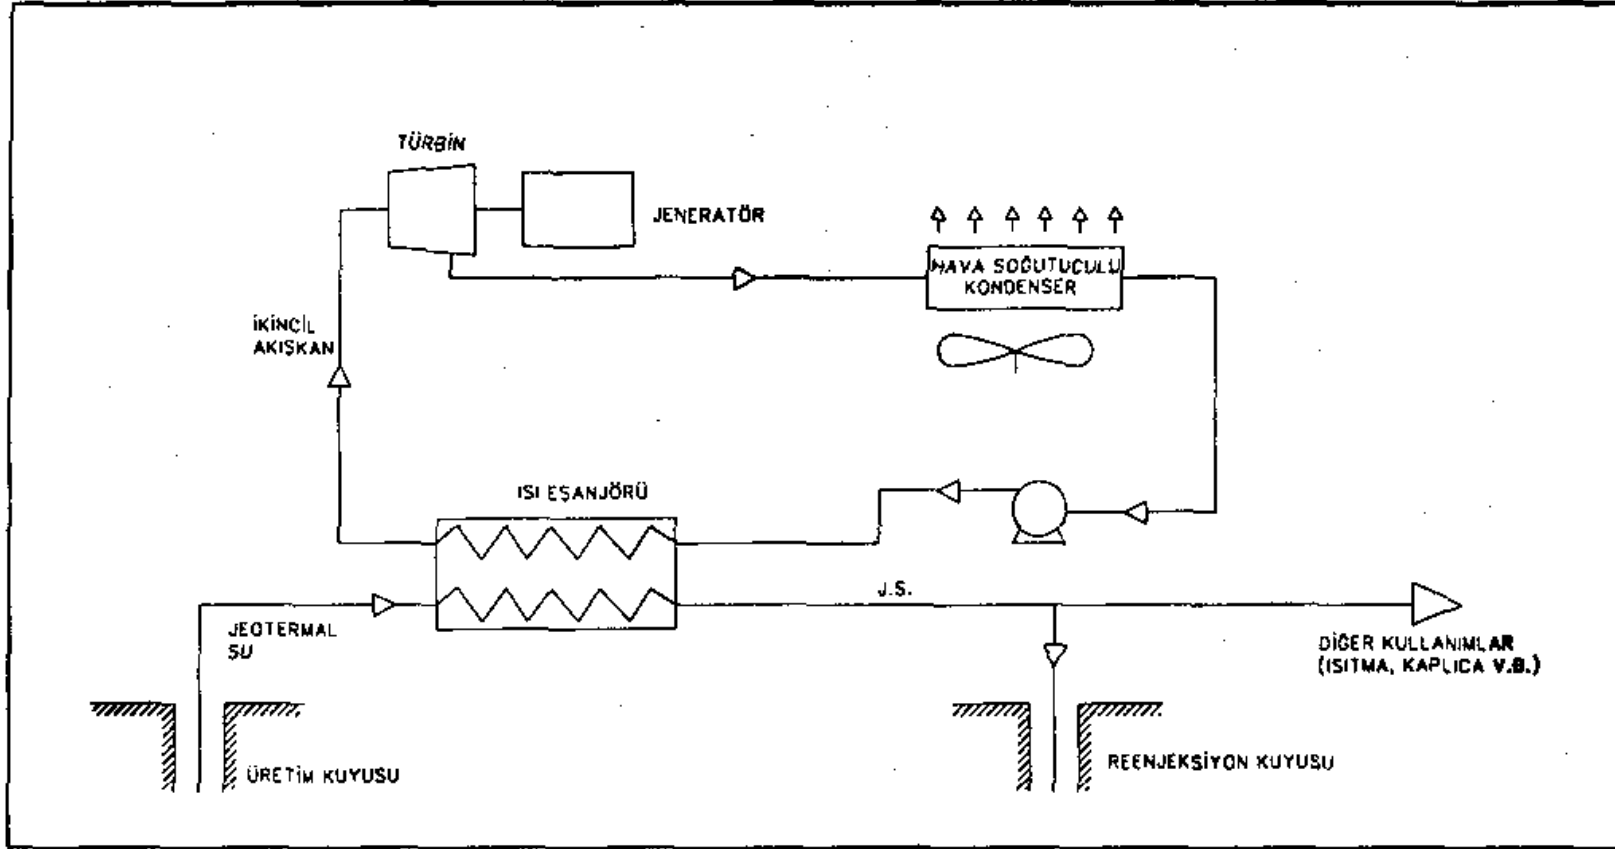 TÜRBİN
JENERATÖR
HAVA SOĞUTUCULU
KONDENSER
İKİNCİL
AKIŞKAN
ISI EŞANJÖRÜ
J.S.
JEOTERMAL
SU
DİĞER KULLANIMLAR
(ISITMA, KAPLICA V.B.)
ÜRETİM KUYUSU
REENJEKSİYON KUYUSU